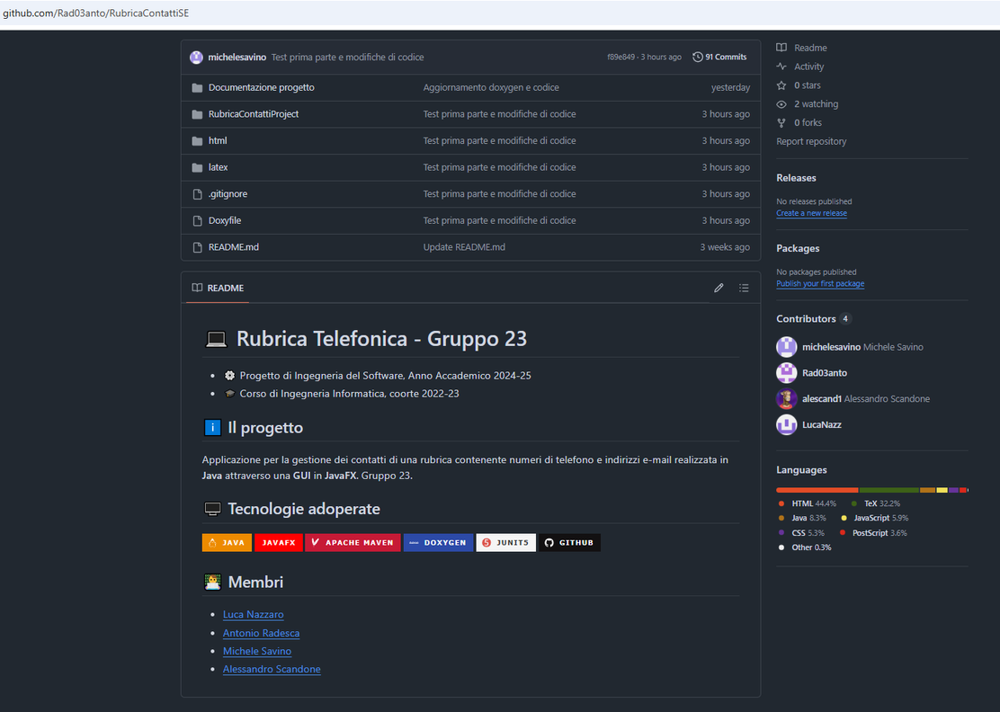 github.com/Rad03anto/RubricaContattiSE
michelesavino Test prima parte e modifiche di codice f89e849 · 3 hours ago 91 Commits
Documentazione progetto Aggiornamento doxygen e codice yesterday
RubricaContattiProject Test prima parte e modifiche di codice 3 hours ago
html Test prima parte e modifiche di codice 3 hours ago
latex Test prima parte e modifiche di codice 3 hours ago
.gitignore Test prima parte e modifiche di codice 3 hours ago
Doxyfile Test prima parte e modifiche di codice 3 hours ago
README.md Update README.md 3 weeks ago
README
Rubrica Telefonica - Gruppo 23
Progetto di Ingegneria del Software, Anno Accademico 2024-25
Corso di Ingegneria Informatica, coorte 2022-23
Il progetto
Applicazione per la gestione dei contatti di una rubrica contenente numeri di telefono e indirizzi e-mail realizzata in
Java attraverso una GUI in JavaFX. Gruppo 23.
Tecnologie adoperate
JAVA JAVAFX APACHE MAVEN DOXYGEN JUNIT5 GITHUB
Membri
Luca Nazzaro
Antonio Radesca
Michele Savino
Alessandro Scandone
Readme
Activity
0 stars
2 watching
0 forks
Report repository
Releases
No releases published
Create a new release
Packages
No packages published
Publish your first package
Contributors 4
michelesavino Michele Savino
Rad03anto
alescand1 Alessandro Scandone
LucaNazz
Languages
HTML 44.4% TeX 32.2%
Java 8.3% JavaScript 5.9%
CSS 5.3% PostScript 3.6%
Other 0.3%